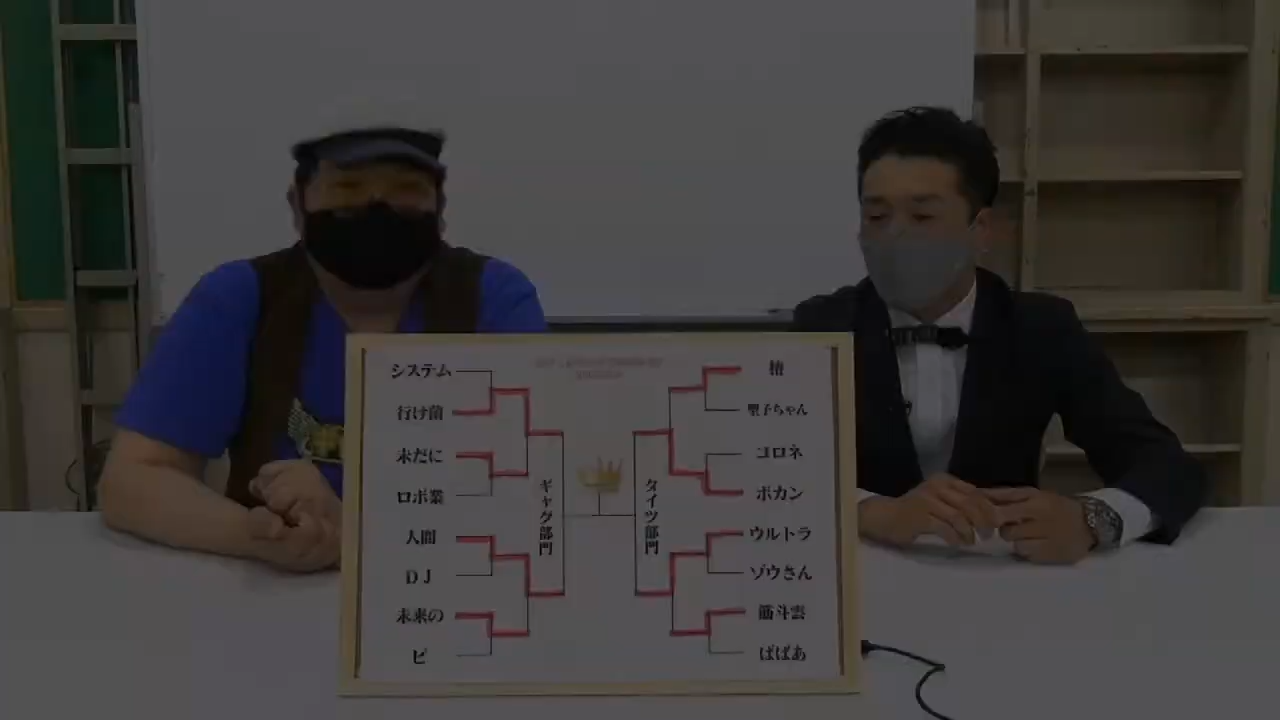 システム
行け菌
未だに
ロボ業
人間
DJ
未来の
ピ
ギャグ部門
タイツ部門
椿
聖子ちゃん
コロネ
ボカン
ウルトラ
ゾウさん
筋斗雲
ばばあ